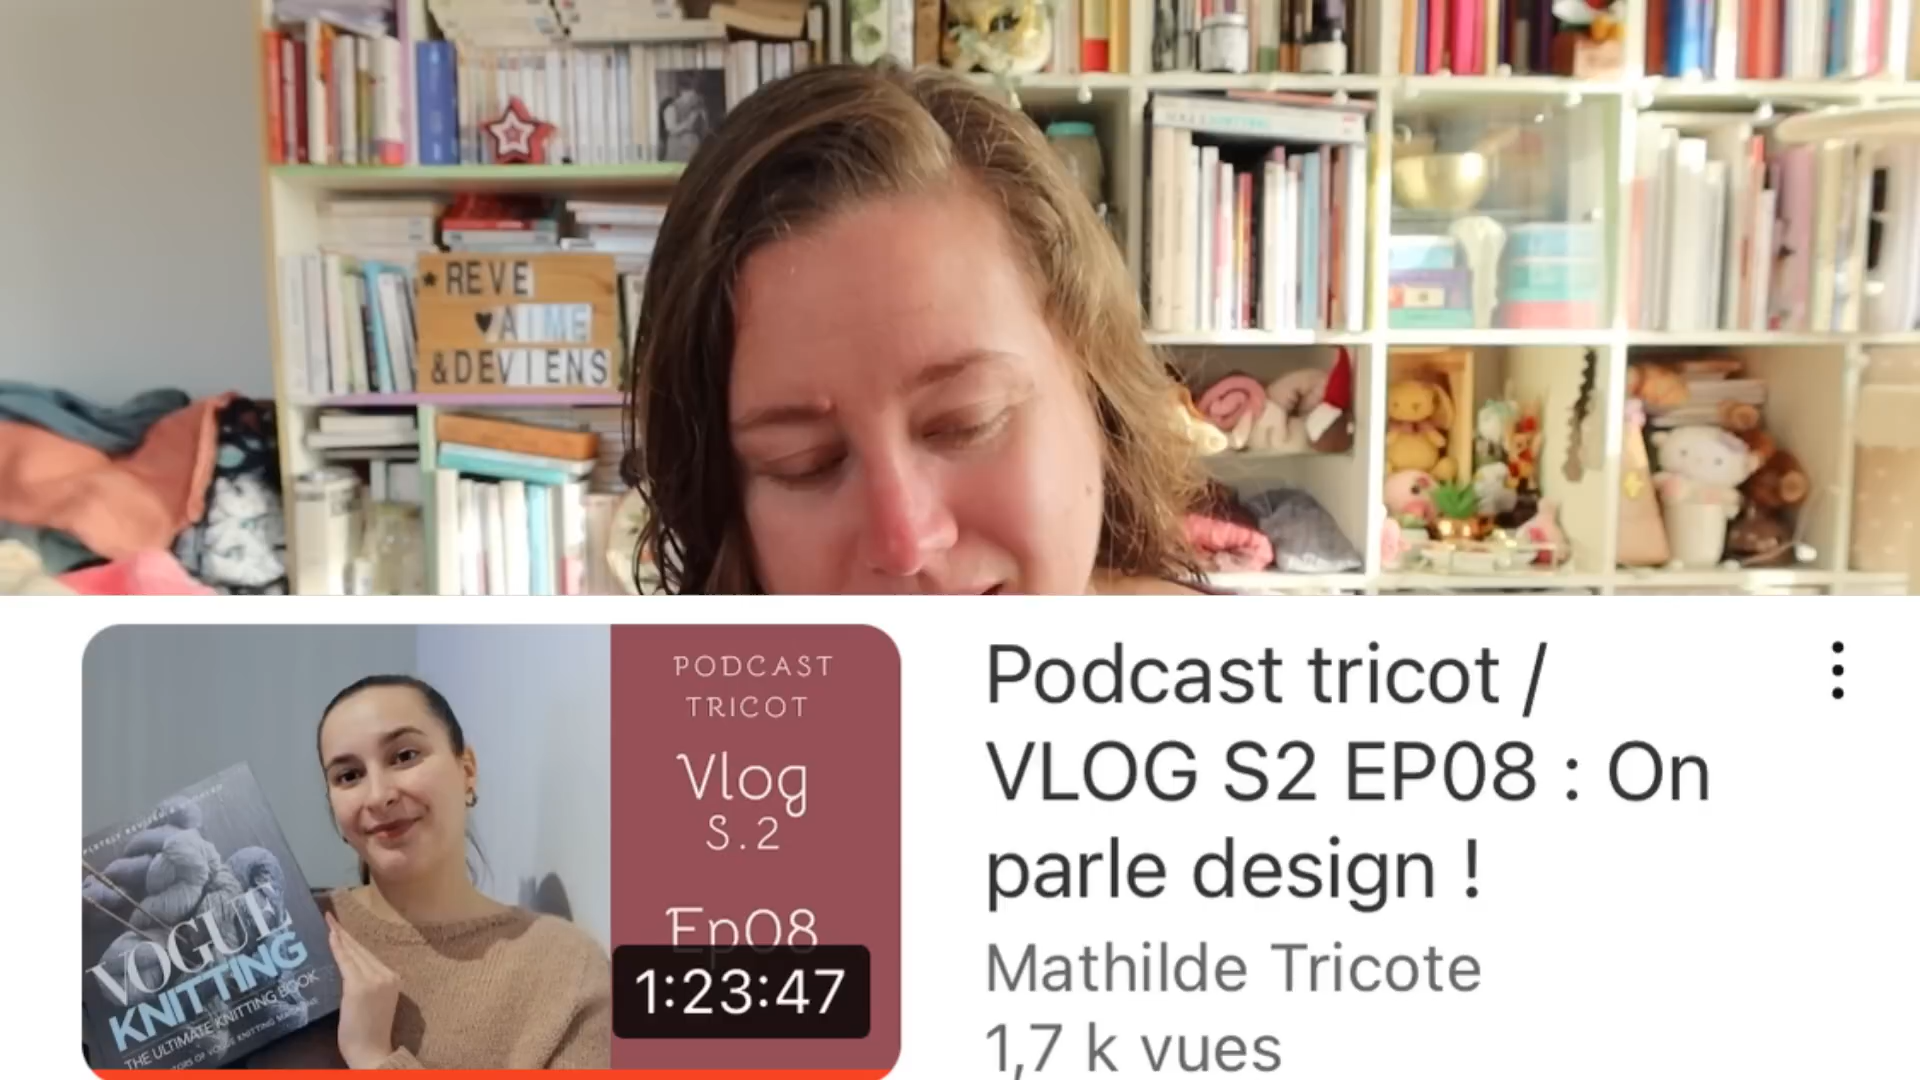 ★ REVE
♥AIME
&DEVIENS
PODCAST
TRICOT
Vlog
S.2
Ep08
1:23:47
VOGUE
KNITTING
THE ULTIMATE KNITTING BOOK
Podcast tricot /
VLOG S2 EP08 : On
parle design !
Mathilde Tricote
1,7 k vues